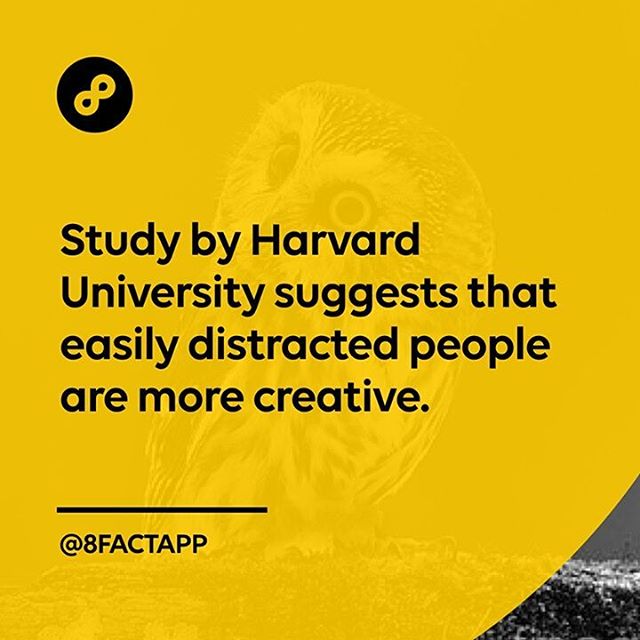 Study by Harvard
University suggests that
easily distracted people
are more creative.
@8FACTAPP